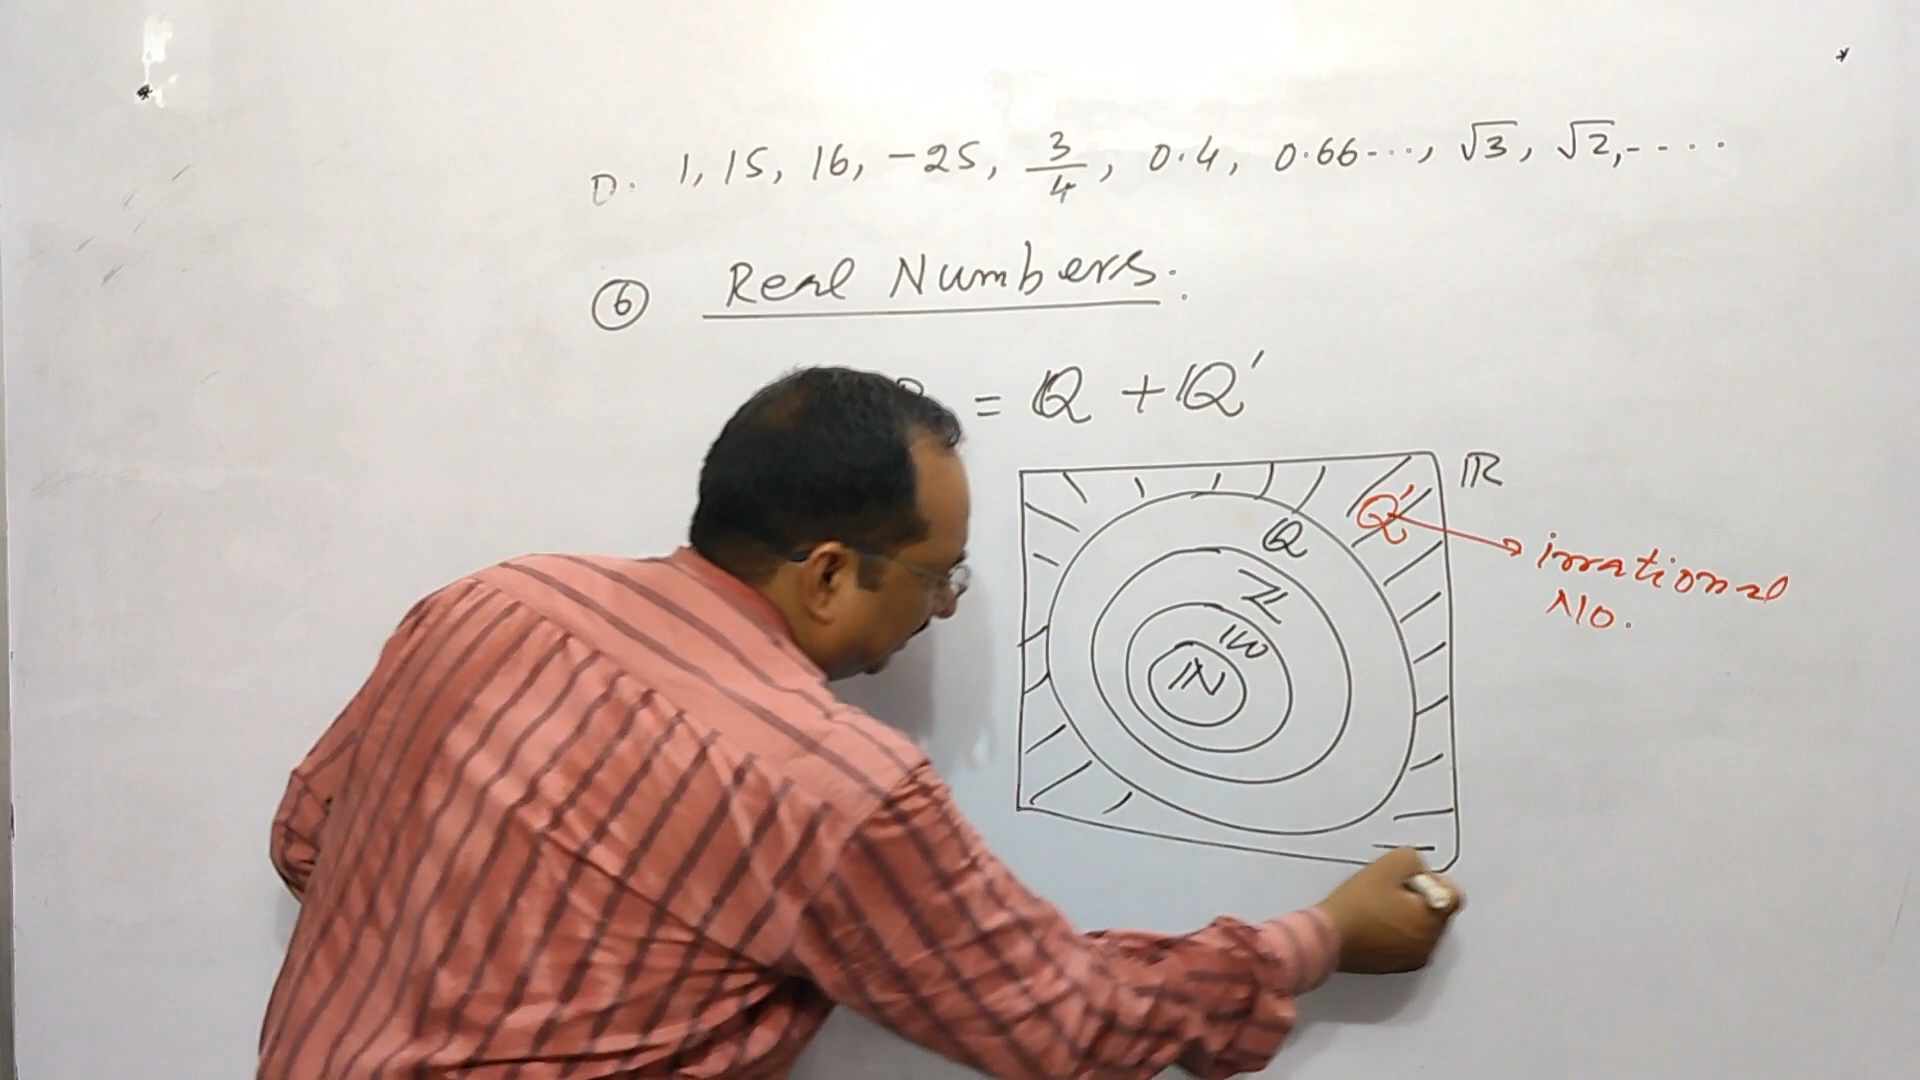 D. 1, 15, 16, -25, 3/4, 0.4, 0.66..., √3, √2,-....
⑥ Real Numbers.
= ℚ + ℚ'
ℝ
ℚ'
ℚ
irrational
No.
ℤ
𝕎
ℕ